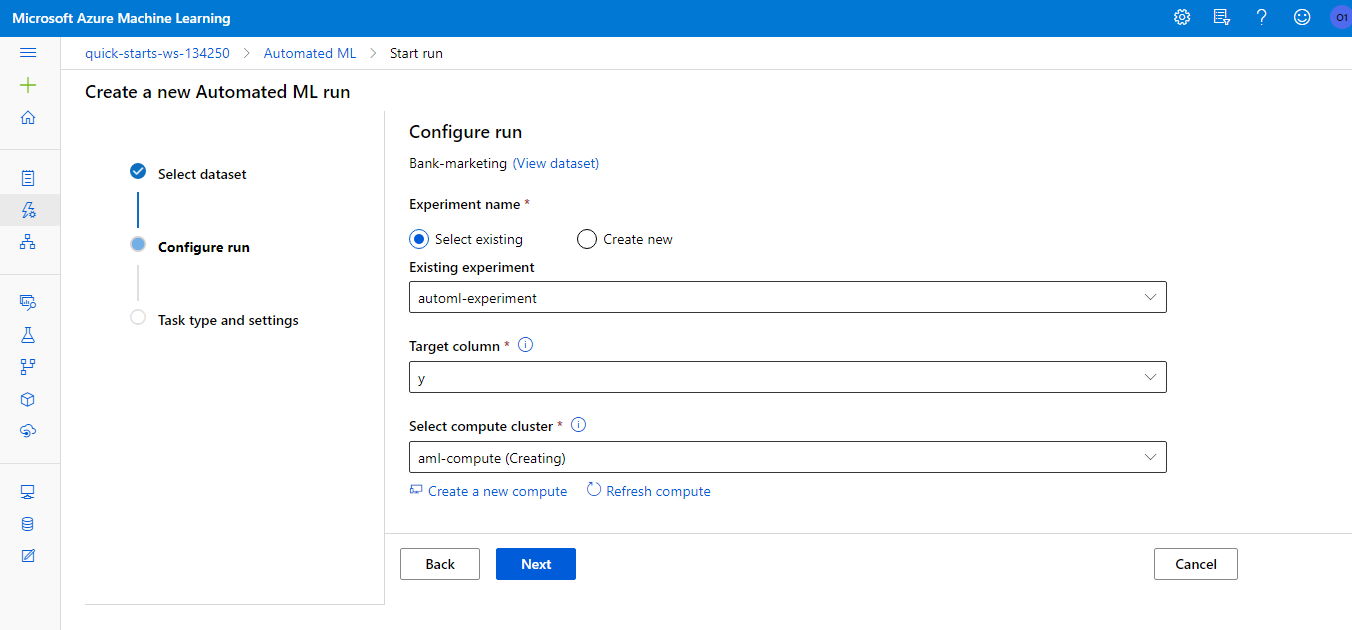 Microsoft Azure Machine Learning
O1
quick-starts-ws-134250 > Automated ML > Start run
Create a new Automated ML run
Select dataset
Configure run
Task type and settings
Configure run
Bank-marketing (View dataset)
Experiment name *
Select existing
Create new
Existing experiment
automl-experiment
Target column *
y
Select compute cluster *
aml-compute (Creating)
Create a new compute
Refresh compute
Back
Next
Cancel